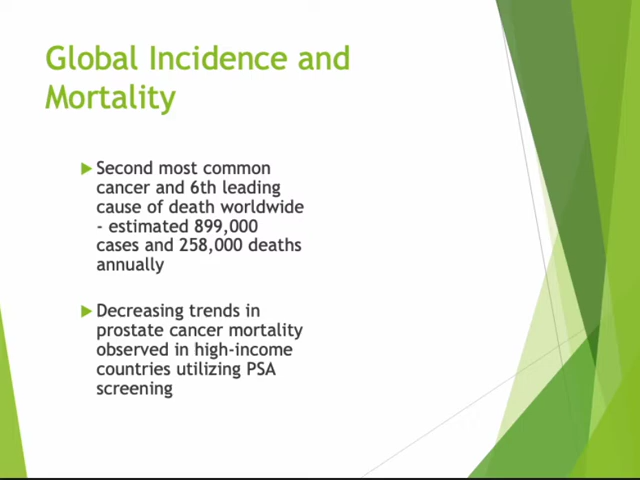 Global Incidence and
Mortality
Second most common
cancer and 6th leading
cause of death worldwide
- estimated 899,000
cases and 258,000 deaths
annually
Decreasing trends in
prostate cancer mortality
observed in high-income
countries utilizing PSA
screening